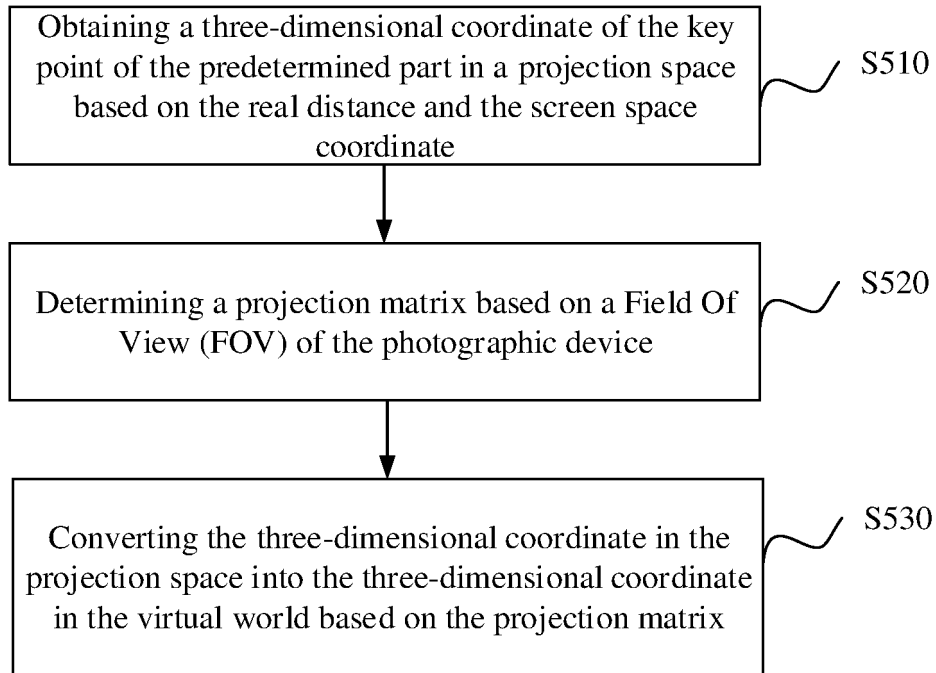 Obtaining a three-dimensional coordinate of the key
point of the predetermined part in a projection space
based on the real distance and the screen space
coordinate
S510
Determining a projection matrix based on a Field Of
View (FOV) of the photographic device
S520
Converting the three-dimensional coordinate in the
projection space into the three-dimensional coordinate
in the virtual world based on the projection matrix
S530